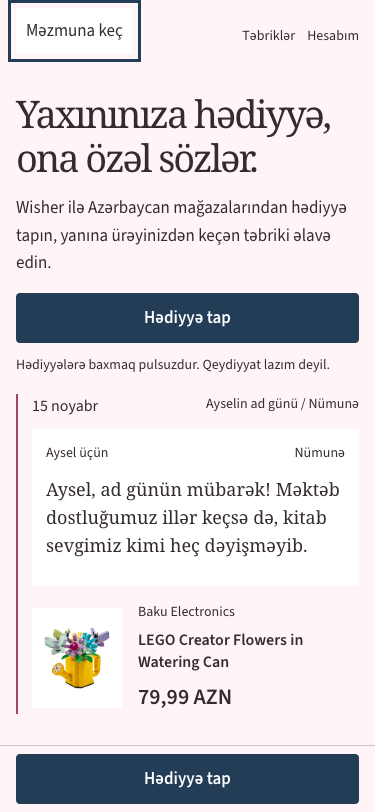 Məzmuna keç
Təbriklər
Hesabım
Yaxınınıza hədiyyə,
ona özəl sözlər.
Wisher ilə Azərbaycan mağazalarından hədiyyə
tapın, yanına ürəyinizdən keçən təbriki əlavə
edin.
Hədiyyə tap
Hədiyyələrə baxmaq pulsuzdur. Qeydiyyat lazım deyil.
15 noyabr
Ayselin ad günü / Nümunə
Aysel üçün
Nümunə
Aysel, ad günün mübarək! Məktəb
dostluğumuz illər keçsə də, kitab
sevgimiz kimi heç dəyişməyib.
Baku Electronics
LEGO Creator Flowers in
Watering Can
79,99 AZN
Hədiyyə tap